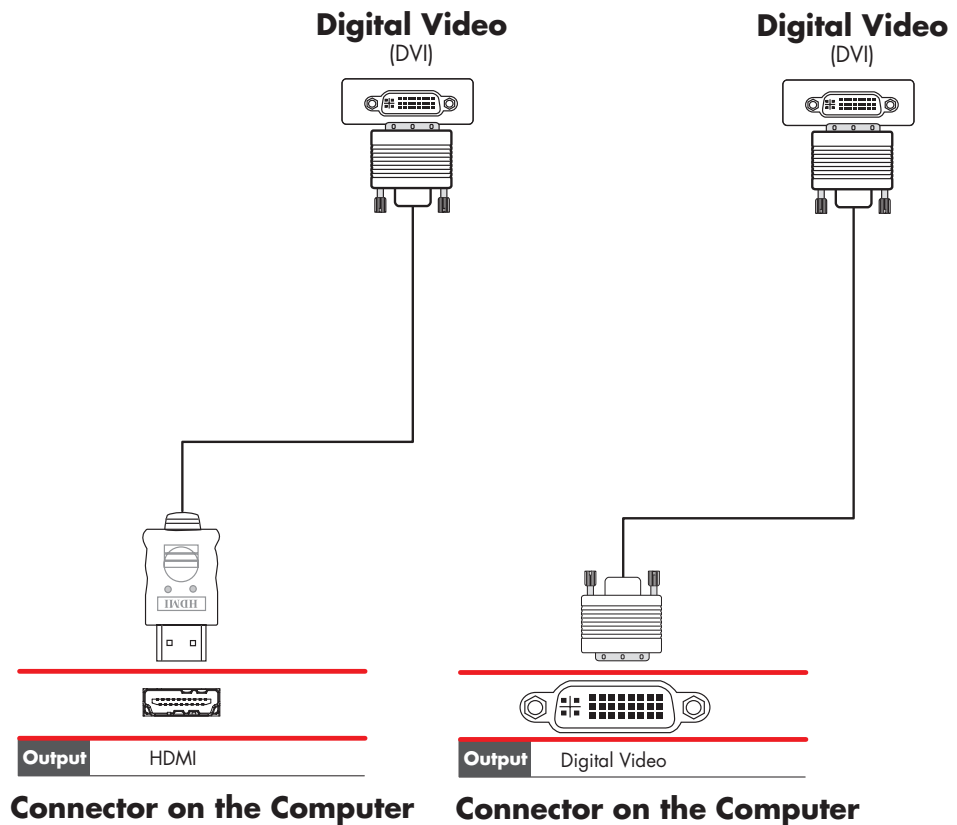 Digital Video
(DVI)
Digital Video
(DVI)
HDMI
Output HDMI
Output Digital Video
Connector on the Computer
Connector on the Computer